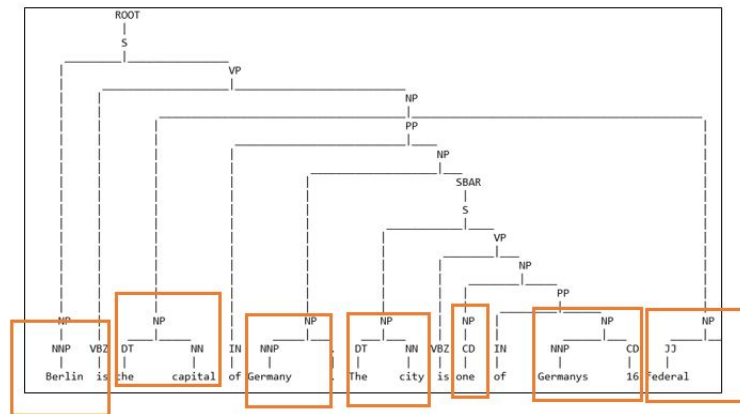 ROOT
S
VP
NP
PP
NP
SBAR
S
VP
NP
PP
NP NP NP NP NP NP NP
NNP VBZ DT NN IN NNP . DT NN VBZ CD IN NNP CD JJ
Berlin is the capital of Germany . The city is one of Germanys 16 federal